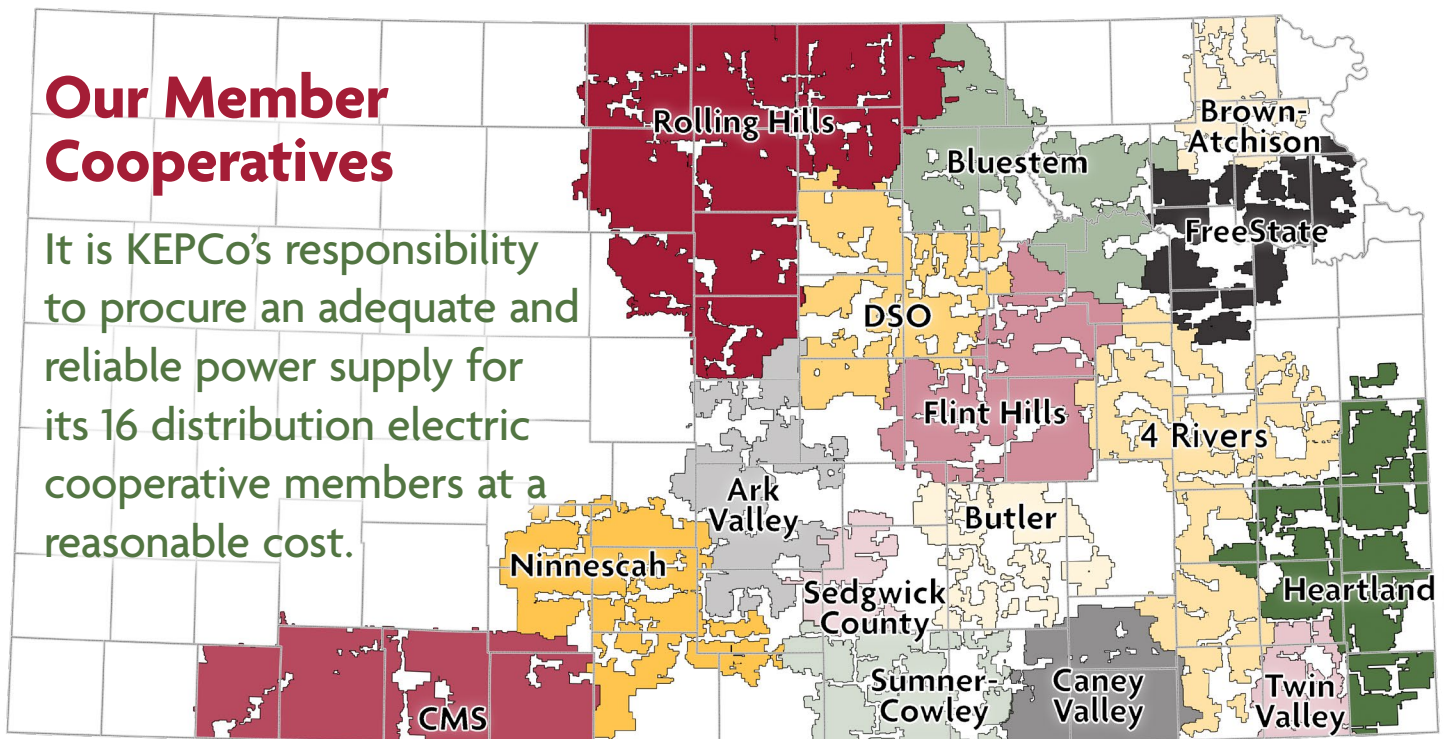 Our Member
Cooperatives
It is KEPCo’s responsibility
to procure an adequate and
reliable power supply for
its 16 distribution electric
cooperative members at a
reasonable cost.
Rolling Hills
Bluestem
Brown-
Atchison
FreeState
DSO
Flint Hills
4 Rivers
Ark
Valley
Butler
Ninnescah
Sedgwick
County
Heartland
Sumner-
Cowley
Caney
Valley
Twin
Valley
CMS